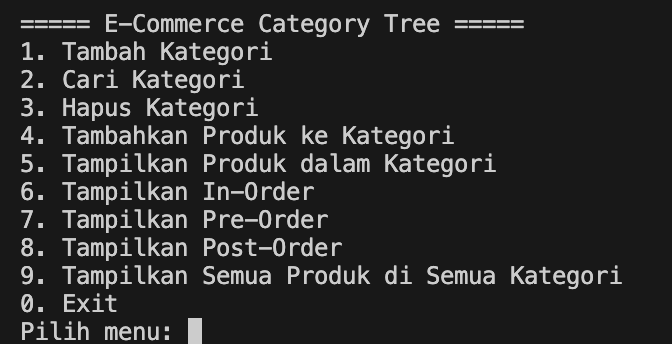 ===== E-Commerce Category Tree =====
1. Tambah Kategori
2. Cari Kategori
3. Hapus Kategori
4. Tambahkan Produk ke Kategori
5. Tampilkan Produk dalam Kategori
6. Tampilkan In-Order
7. Tampilkan Pre-Order
8. Tampilkan Post-Order
9. Tampilkan Semua Produk di Semua Kategori
0. Exit
Pilih menu: